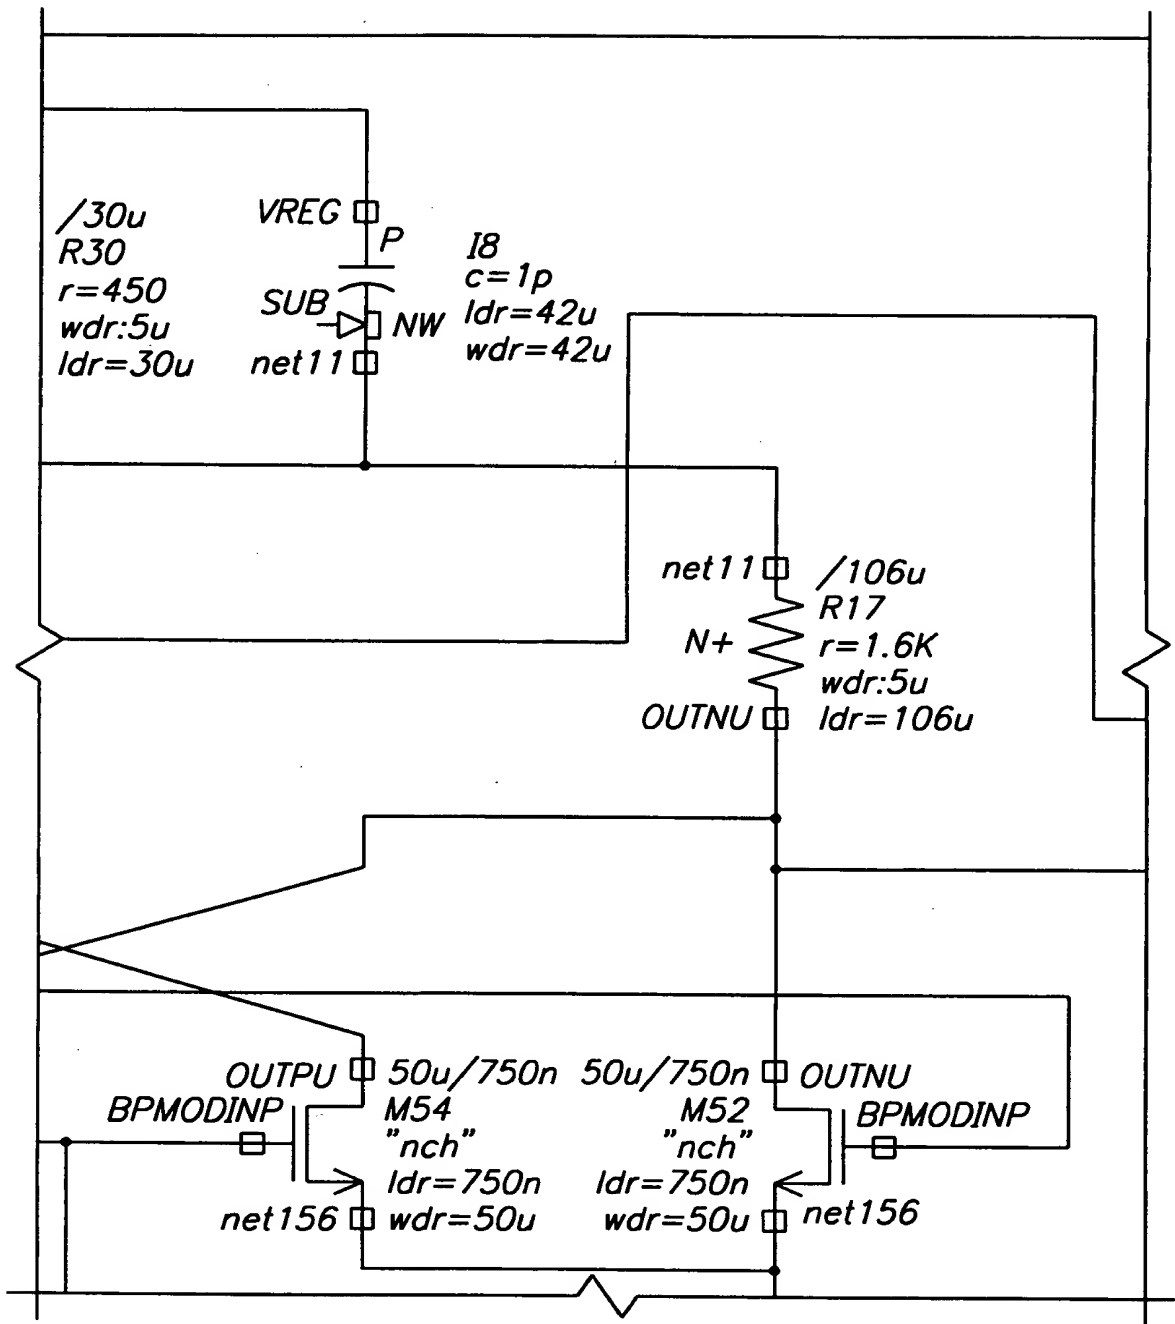 /30u
R30
r=450
wdr:5u
ldr=30u
VREG
P
SUB
NW
net11
I8
c=1p
ldr=42u
wdr=42u
net11
N+
OUTNU
/106u
R17
r=1.6K
wdr:5u
ldr=106u
OUTPU
BPMODINP
net156
50u/750n
M54
"nch"
ldr=750n
wdr=50u
50u/750n
M52
"nch"
ldr=750n
wdr=50u
OUTNU
BPMODINP
net156